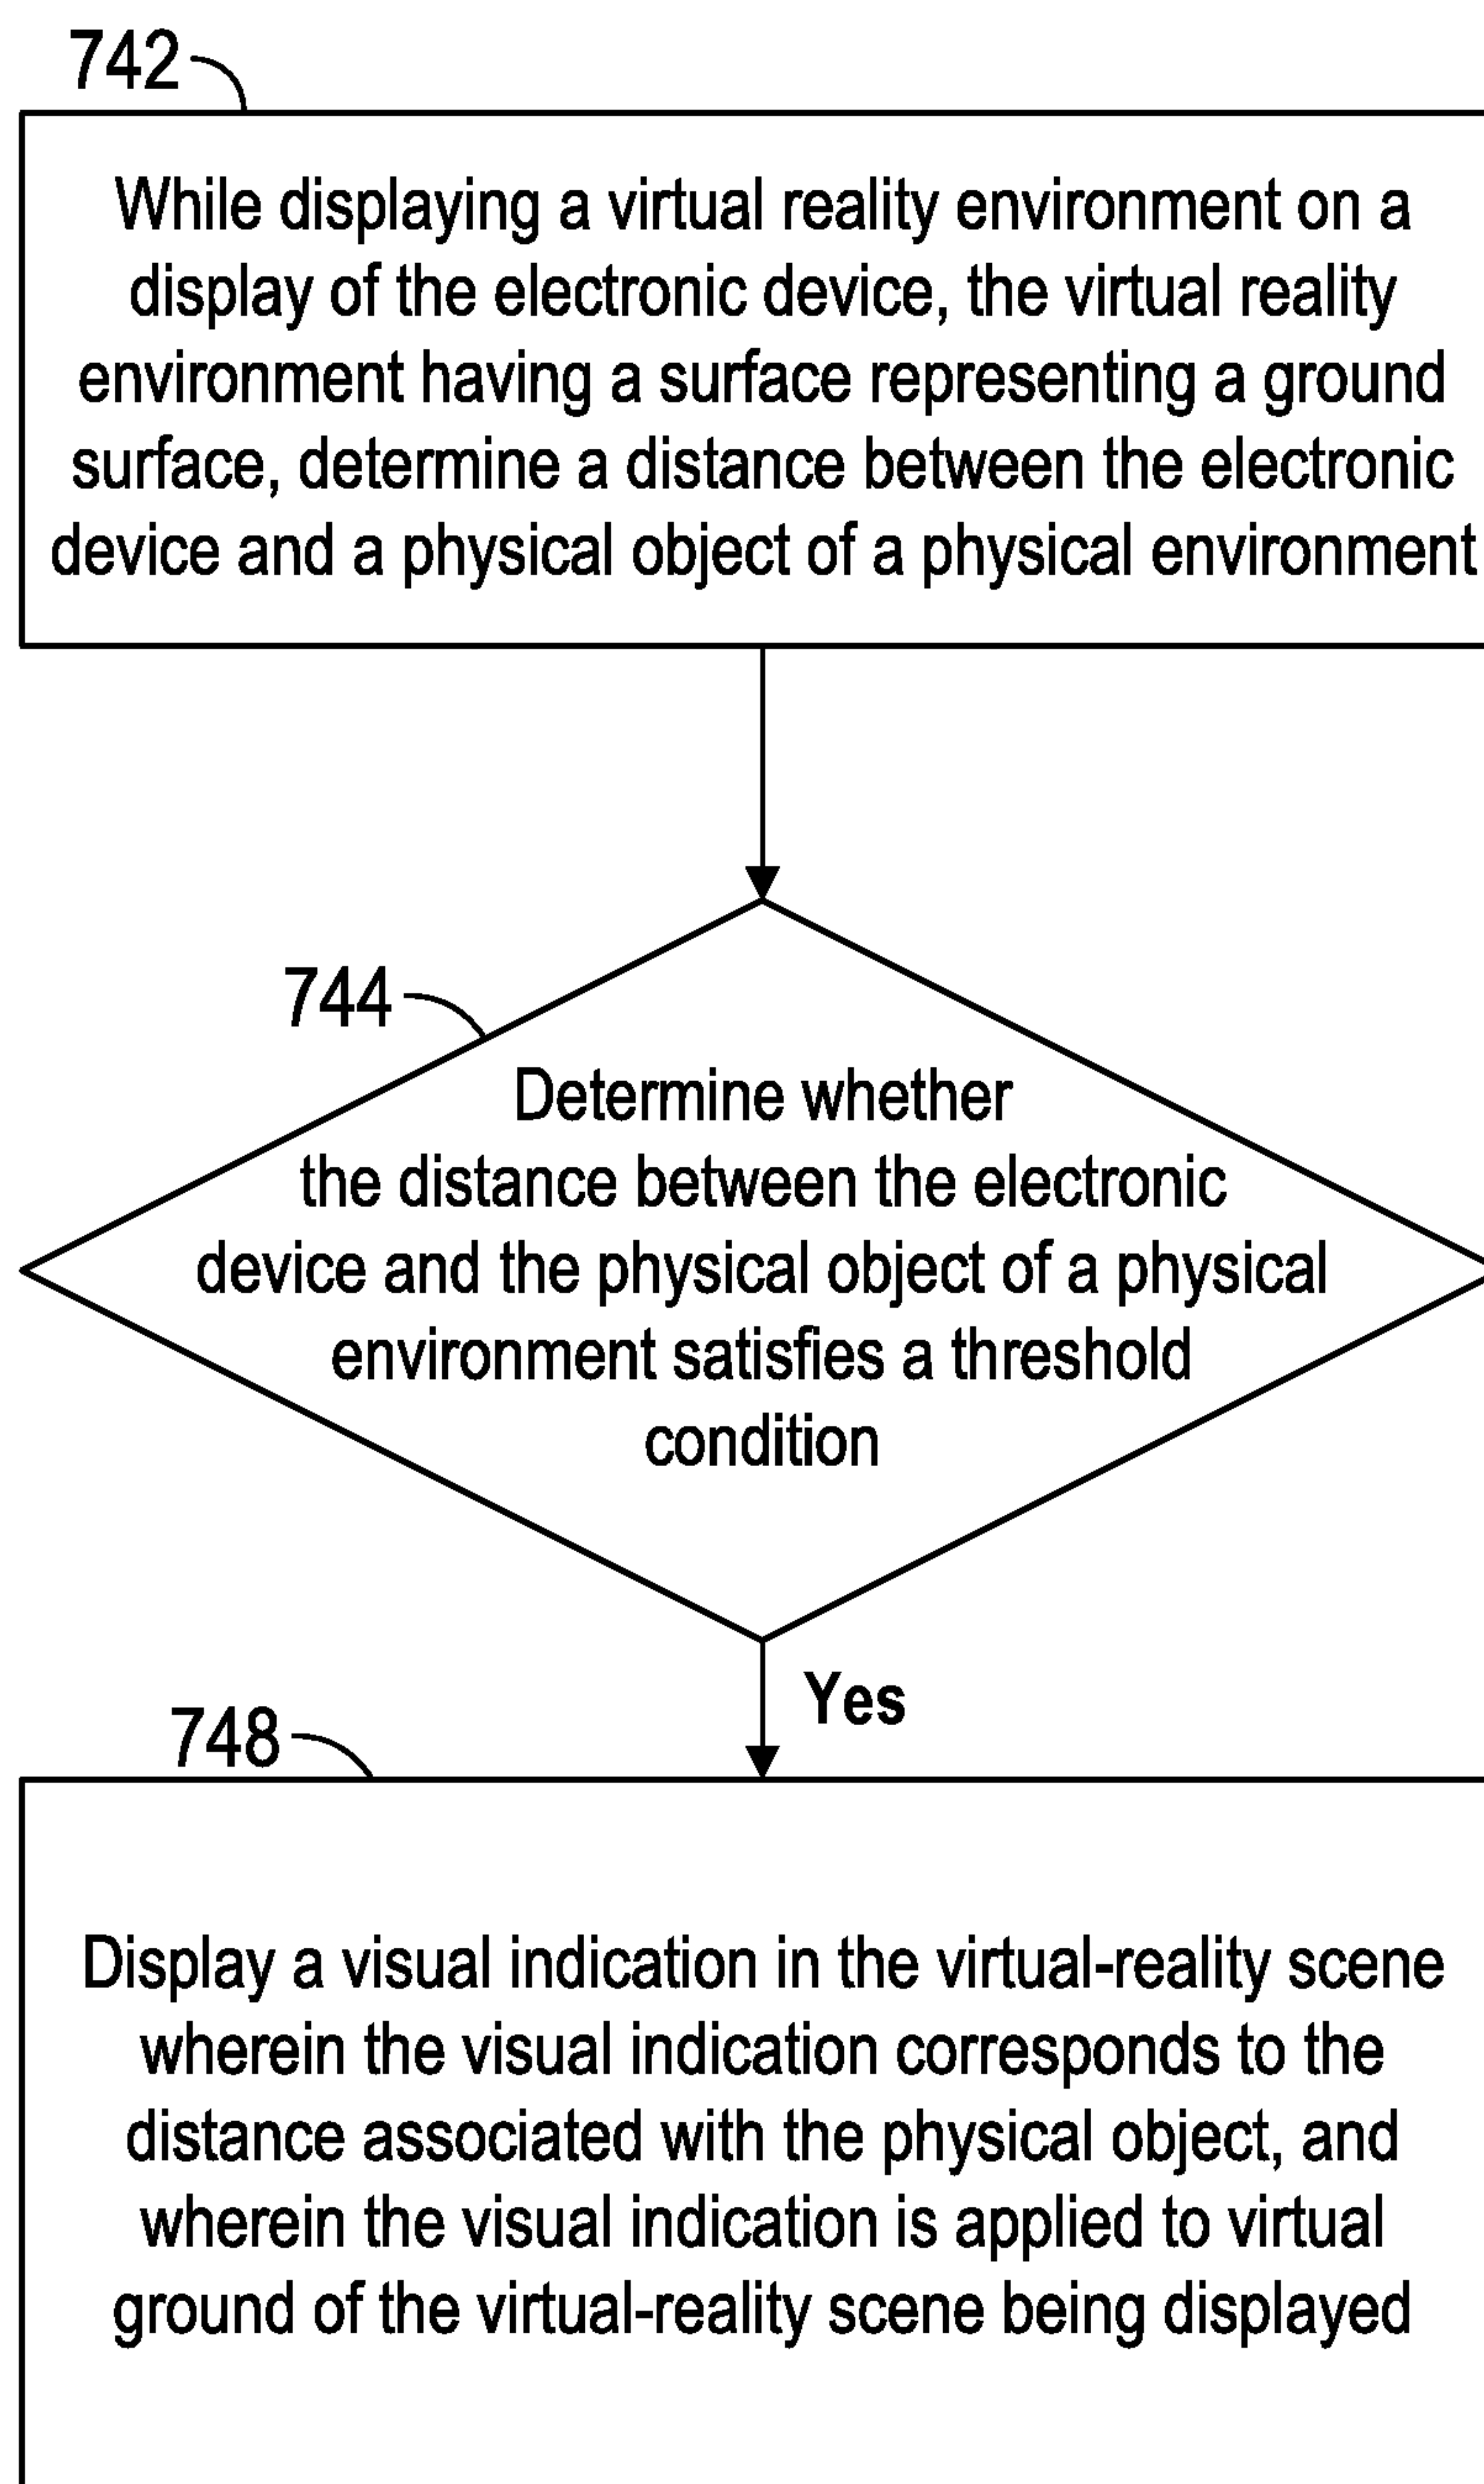 742
While displaying a virtual reality environment on a
display of the electronic device, the virtual reality
environment having a surface representing a ground
surface, determine a distance between the electronic
device and a physical object of a physical environment
744
Determine whether
the distance between the electronic
device and the physical object of a physical
environment satisfies a threshold
condition
Yes
748
Display a visual indication in the virtual-reality scene
wherein the visual indication corresponds to the
distance associated with the physical object, and
wherein the visual indication is applied to virtual
ground of the virtual-reality scene being displayed